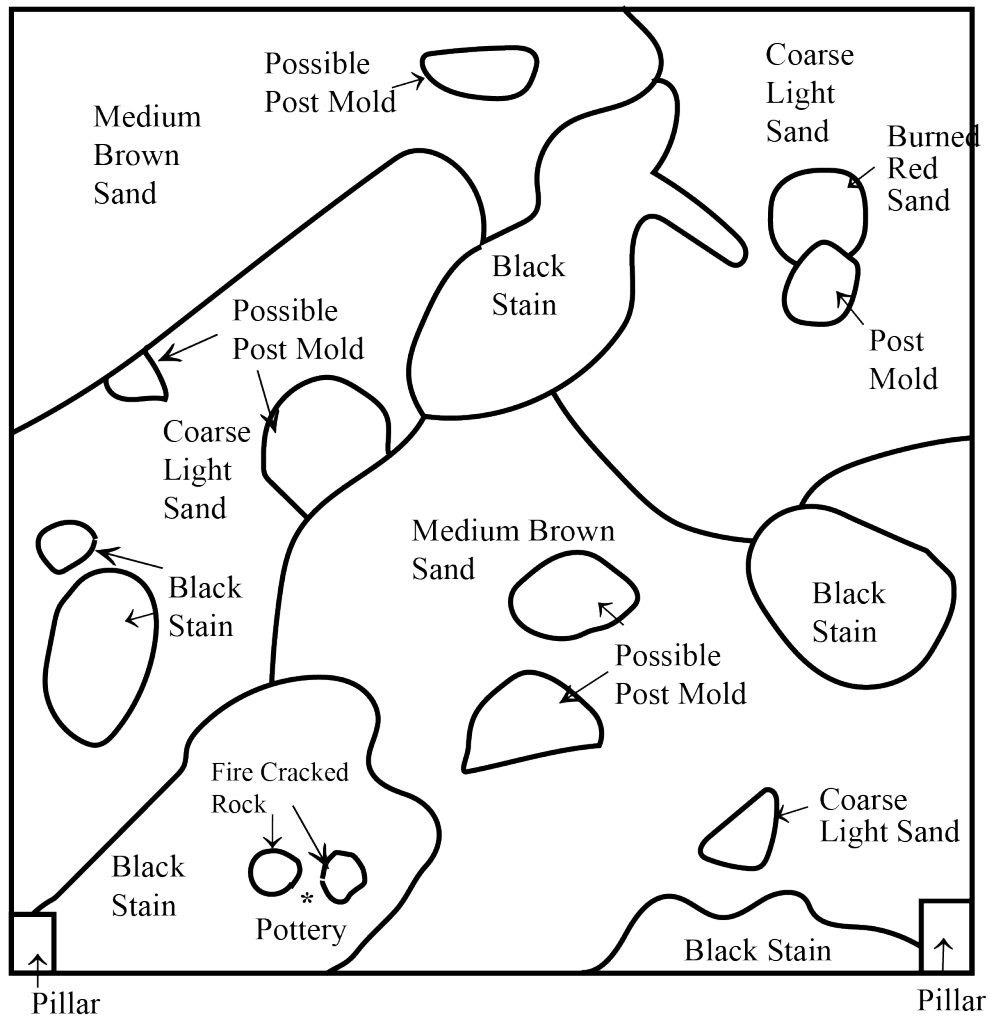 Possible
Post Mold
Coarse
Light
Sand
Medium
Brown
Sand
Burned
Red
Sand
Black
Stain
Possible
Post Mold
Post
Mold
Coarse
Light
Sand
Medium Brown
Sand
Black
Stain
Black
Stain
Possible
Post Mold
Fire Cracked
Rock
Coarse
Light Sand
Black
Stain
*
Pottery
Black Stain
Pillar
Pillar